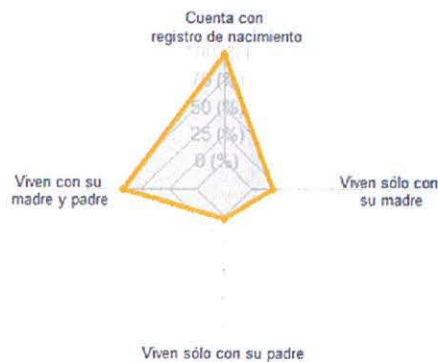 Cuenta con
registro de nacimiento
75 (%)
50 (%)
25 (%)
0 (%)
Viven con su
madre y padre
Viven sólo con
su madre
Viven sólo con su padre